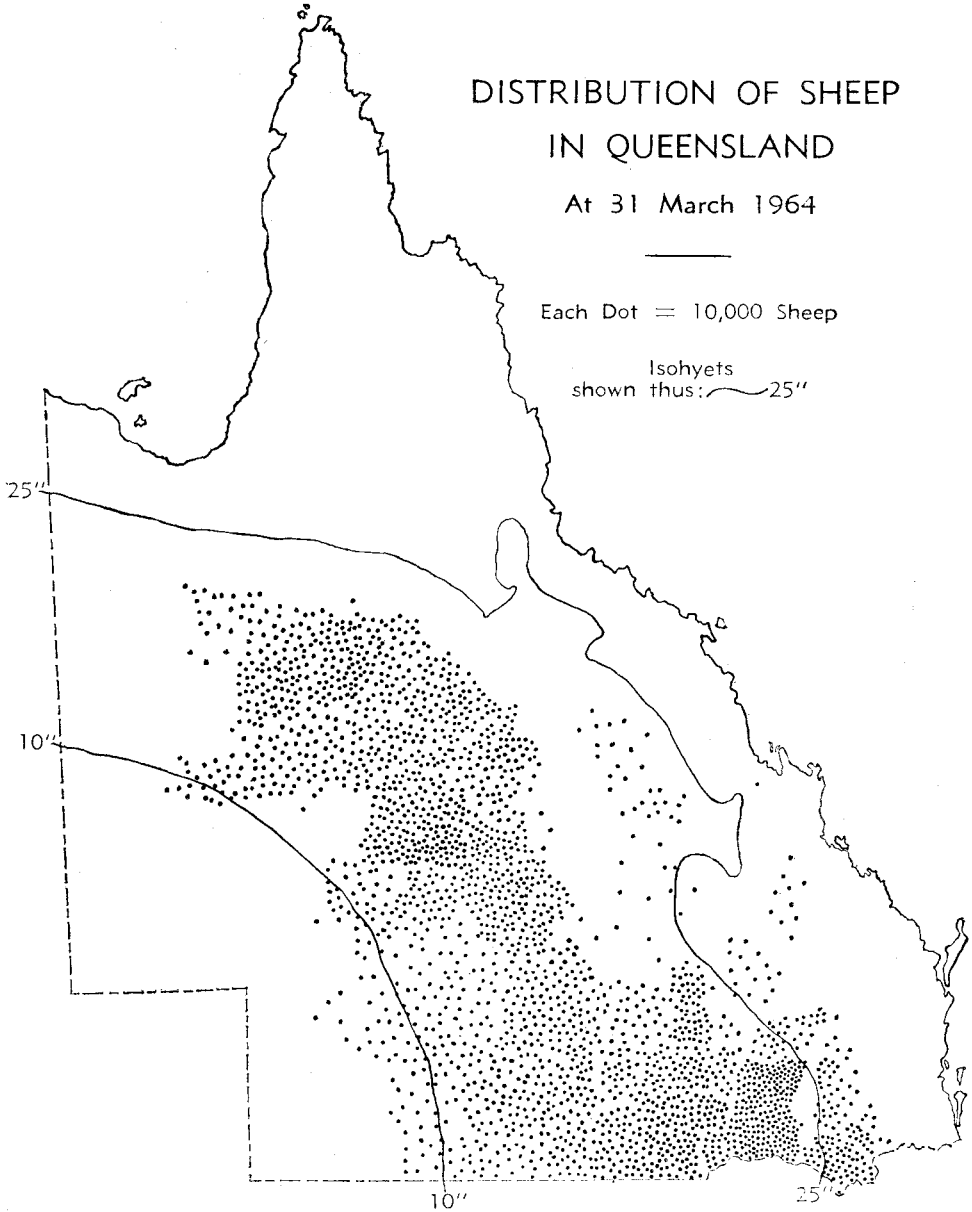 DISTRIBUTION OF SHEEP
IN QUEENSLAND
At 31 March 1964
Each Dot = 10,000 Sheep
Isohyets
shown thus: 25"
25"
10"
10"
25"